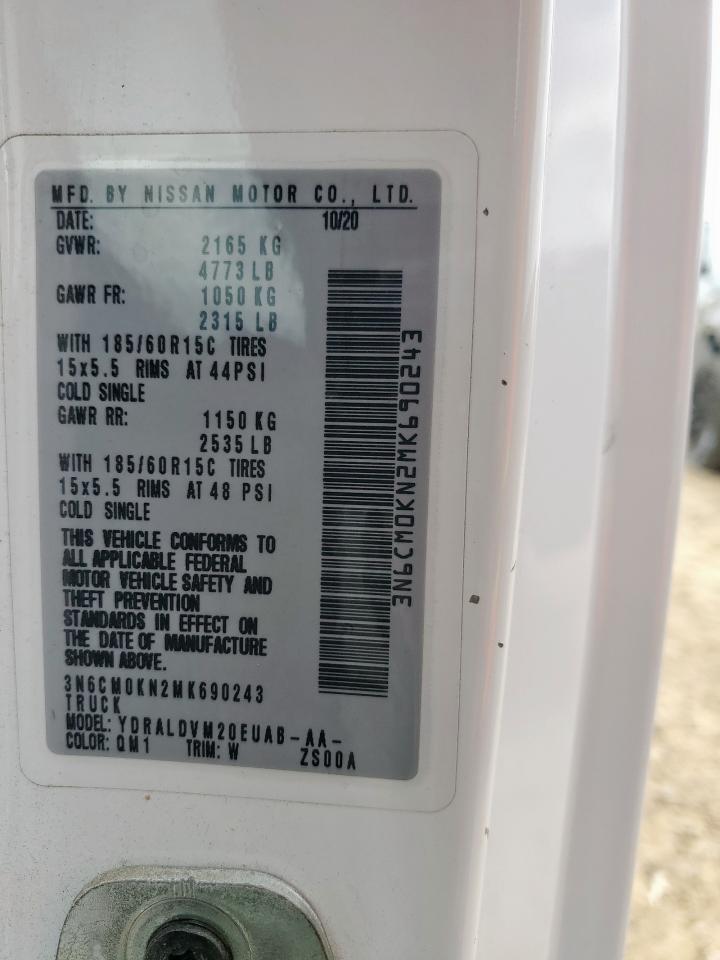 MFD. BY NISSAN MOTOR CO., LTD.
DATE: 10/20
GVWR: 2165 KG
4773 LB
GAWR FR: 1050 KG
2315 LB
WITH 185/60R15C TIRES
15x5.5 RIMS AT 44PSI
COLD SINGLE
GAWR RR: 1150 KG
2535 LB
WITH 185/60R15C TIRES
15x5.5 RIMS AT 48 PSI
COLD SINGLE
THIS VEHICLE CONFORMS TO
ALL APPLICABLE FEDERAL
MOTOR VEHICLE SAFETY AND
THEFT PREVENTION
STANDARDS IN EFFECT ON
THE DATE OF MANUFACTURE
SHOWN ABOVE.
3N6CM0KN2MK690243
TRUCK
MODEL: YDRALDVM20EUAB-AA-
COLOR: QM1 TRIM: W ZS00A
3N6CM0KN2MK690243